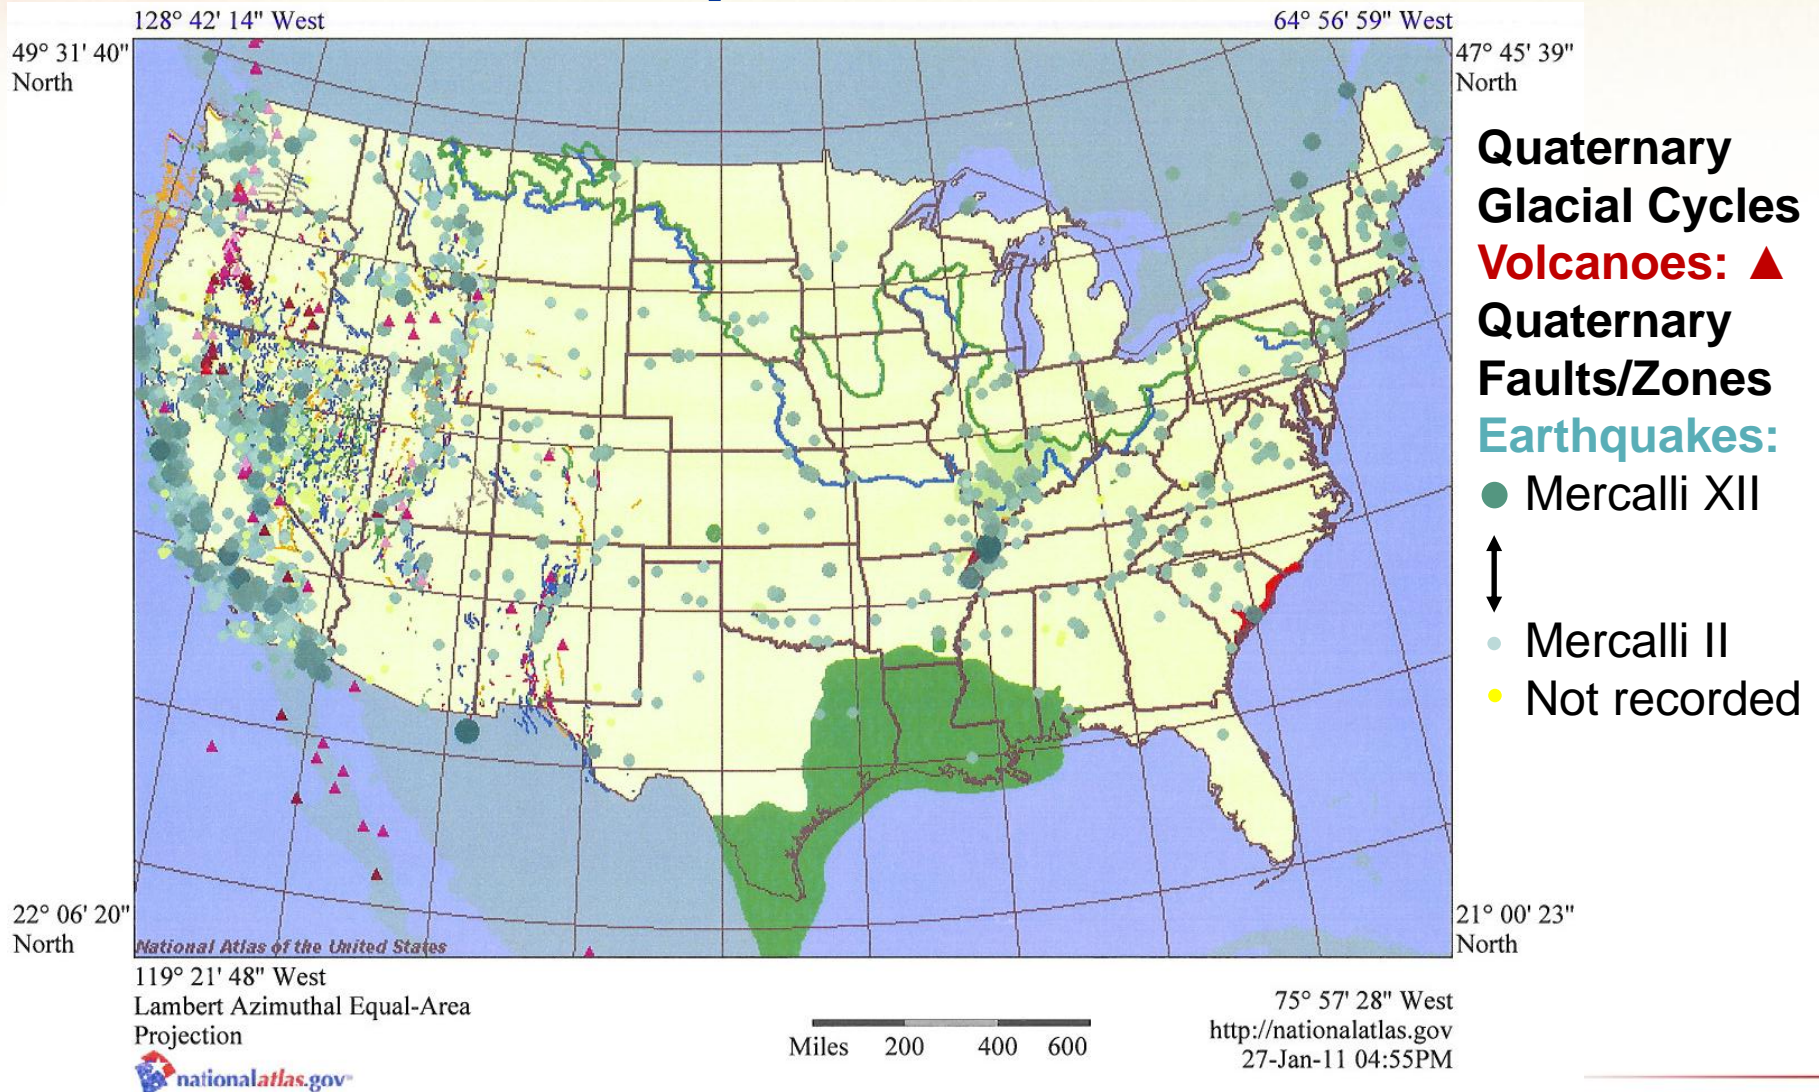 128° 42' 14" West
64° 56' 59" West
49° 31' 40"
North
47° 45' 39"
North
Quaternary
Glacial Cycles
Volcanoes: ▲
Quaternary
Faults/Zones
Earthquakes:
Mercalli XII
Mercalli II
Not recorded
22° 06' 20"
North
21° 00' 23"
North
National Atlas of the United States
119° 21' 48" West
Lambert Azimuthal Equal-Area
Projection
nationalatlas.gov
Miles 200 400 600
75° 57' 28" West
http://nationalatlas.gov
27-Jan-11 04:55PM